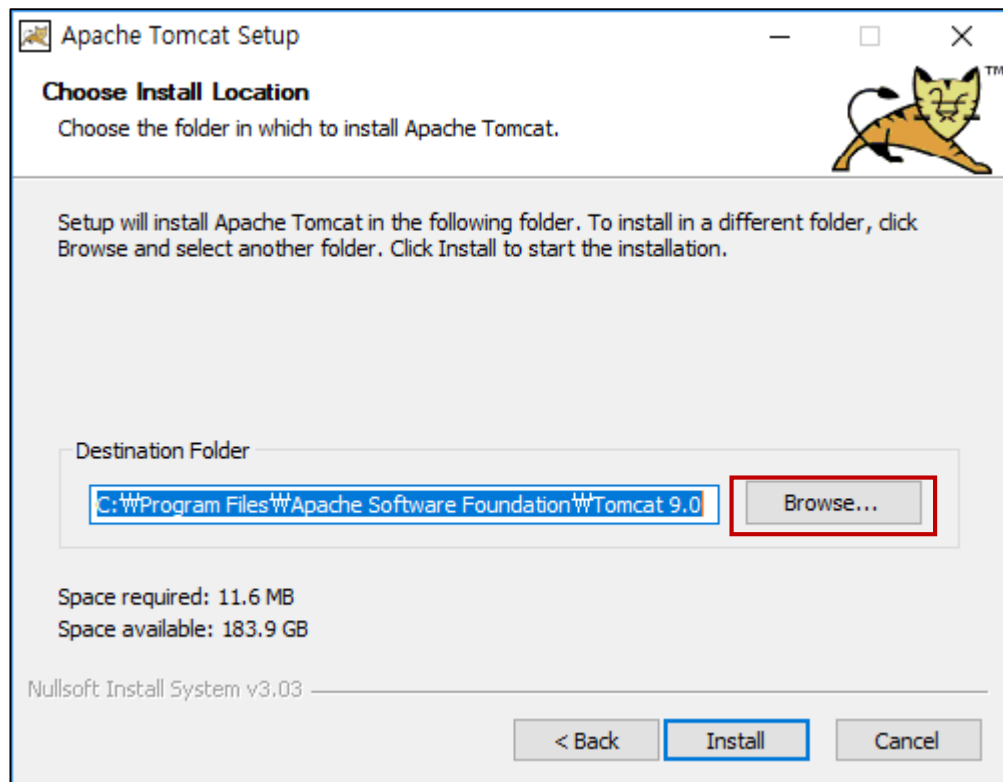 Apache Tomcat Setup
Choose Install Location
Choose the folder in which to install Apache Tomcat.
TM
Setup will install Apache Tomcat in the following folder. To install in a different folder, click
Browse and select another folder. Click Install to start the installation.
Destination Folder
C:₩Program Files₩Apache Software Foundation₩Tomcat 9.0
Browse...
Space required: 11.6 MB
Space available: 183.9 GB
Nullsoft Install System v3.03
< Back
Install
Cancel